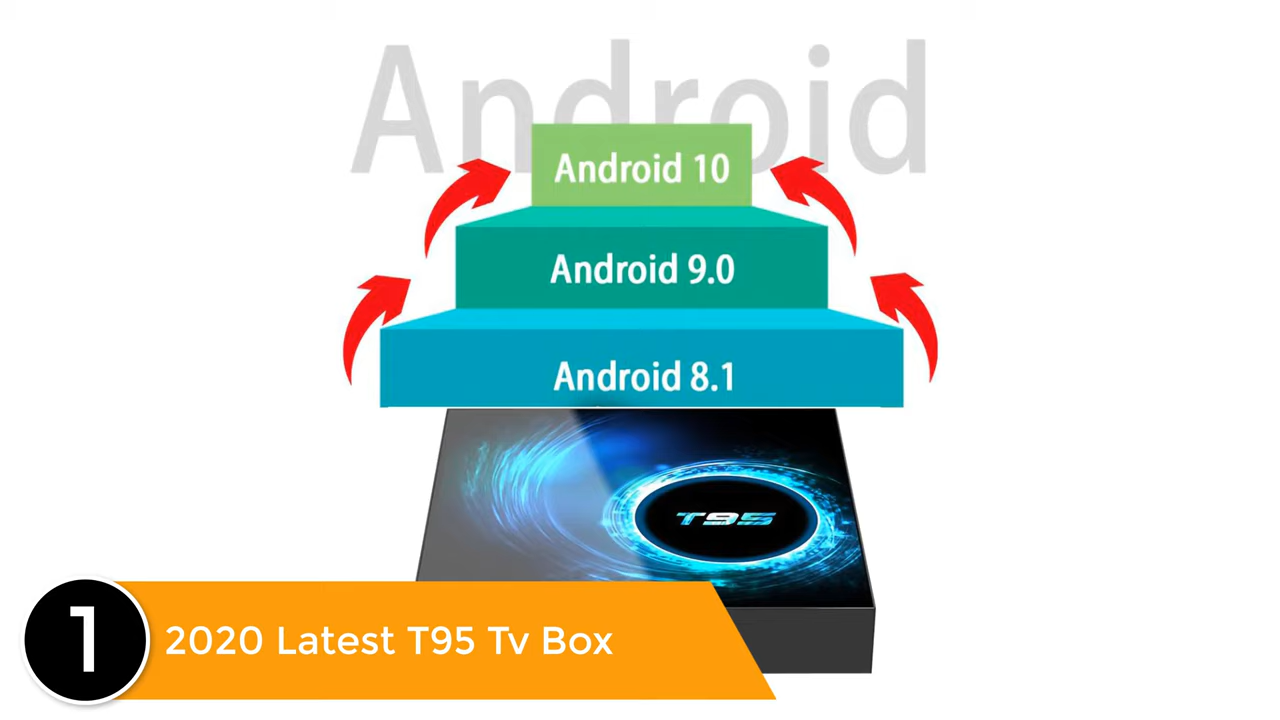 Android
Android 10
Android 9.0
Android 8.1
T95
1
2020 Latest T95 Tv Box